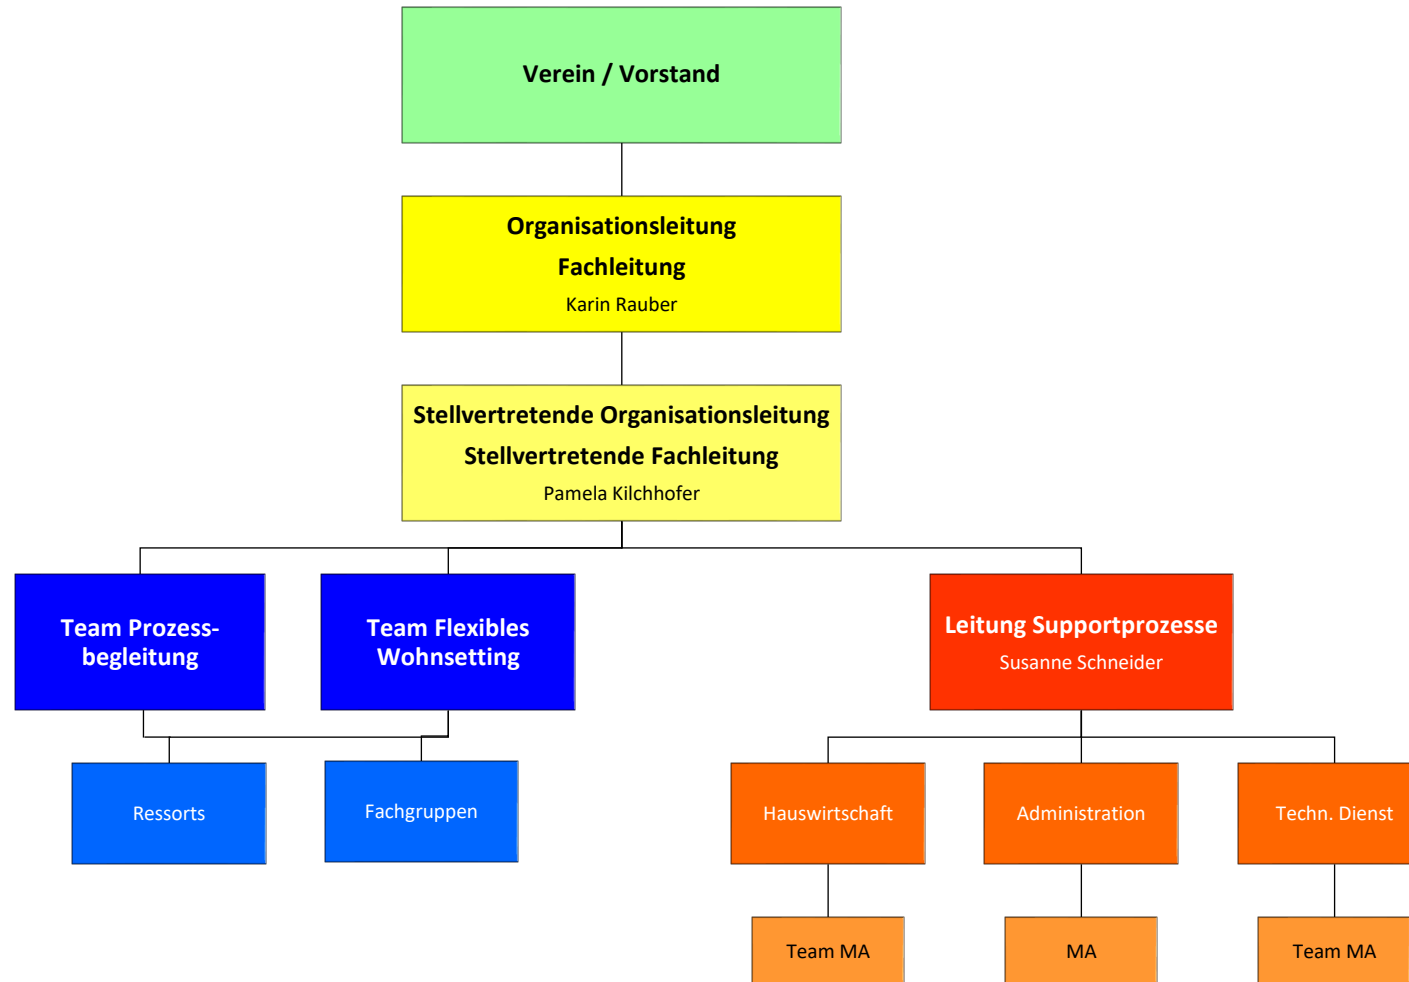 Verein / Vorstand
Organisationsleitung
Fachleitung
Karin Rauber
Stellvertretende Organisationsleitung
Stellvertretende Fachleitung
Pamela Kilchhofer
Team Prozess-
begleitung
Team Flexibles
Wohnsetting
Leitung Supportprozesse
Susanne Schneider
Ressorts
Fachgruppen
Hauswirtschaft
Administration
Techn. Dienst
Team MA
MA
Team MA